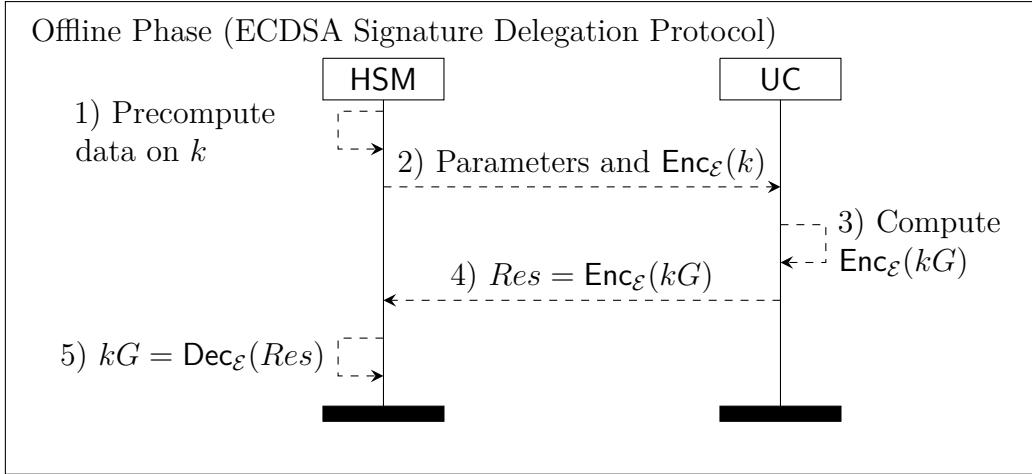 Offline Phase (ECDSA Signature Delegation Protocol)
HSM
UC
1) Precompute
data on k
2) Parameters and Enc_ℰ(k)
3) Compute
Enc_ℰ(kG)
4) Res = Enc_ℰ(kG)
5) kG = Dec_ℰ(Res)